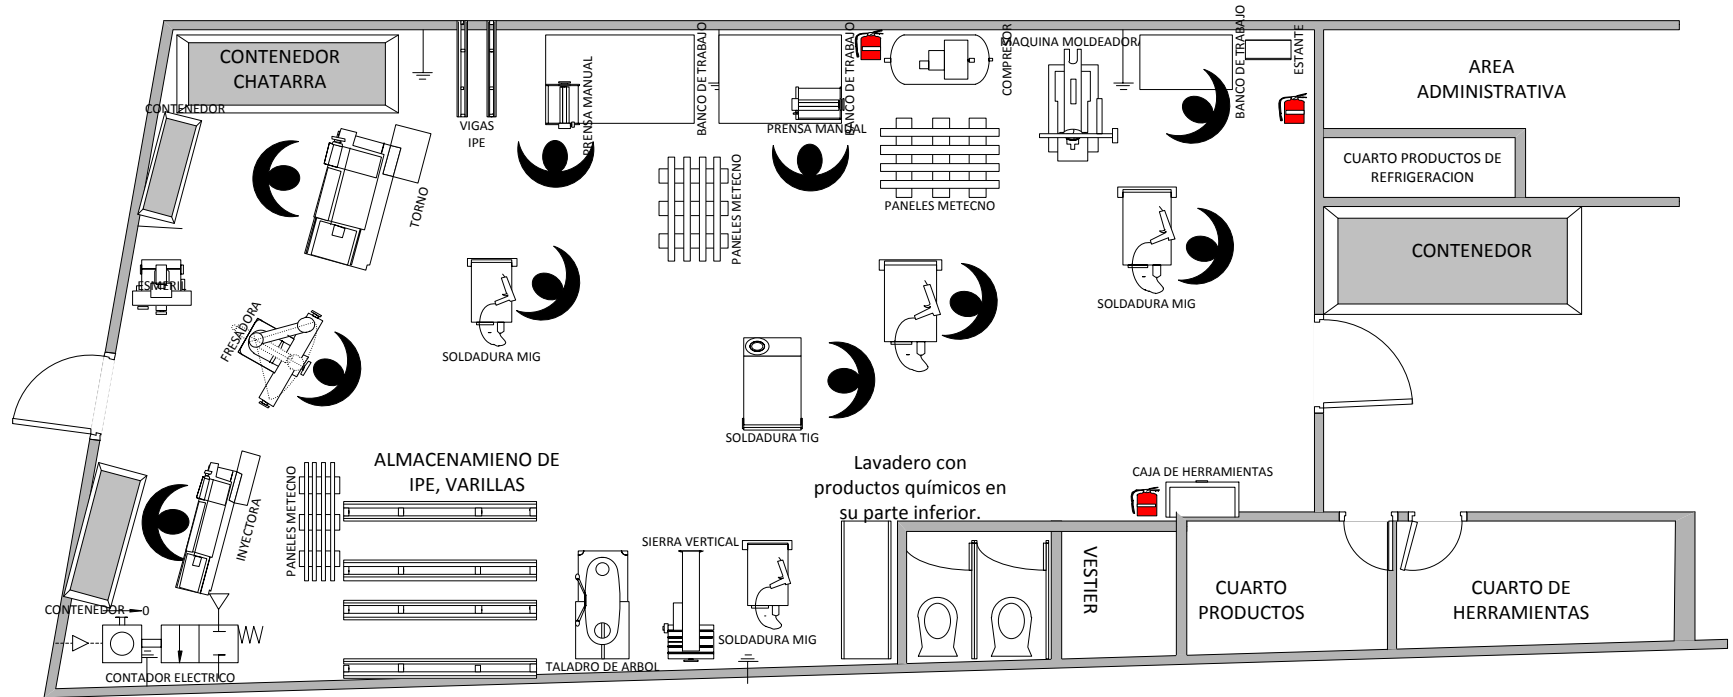 CONTENEDOR
CHATARRA
CONTENEDOR
VIGAS
IPE
PRENSA MANUAL
BANCO DE TRABAJO
PRENSA MANUAL
BANCO DE TRABAJO
COMPRESOR
MAQUINA MOLDEADORA
BANCO DE TRABAJO
ESTANTE
AREA
ADMINISTRATIVA
CUARTO PRODUCTOS DE
REFRIGERACION
CONTENEDOR
TORNO
PANELES METECNO
PANELES METECNO
ESMERIL
FRESADORA
SOLDADURA MIG
SOLDADURA MIG
SOLDADURA TIG
ALMACENAMIENO DE
IPE, VARILLAS
Lavadero con
productos químicos en
su parte inferior.
CAJA DE HERRAMIENTAS
INYECTORA
PANELES METECNO
CONTENEDOR
0
CONTADOR ELECTRICO
TALADRO DE ARBOL
SIERRA VERTICAL
SOLDADURA MIG
VESTIER
CUARTO
PRODUCTOS
CUARTO DE
HERRAMIENTAS